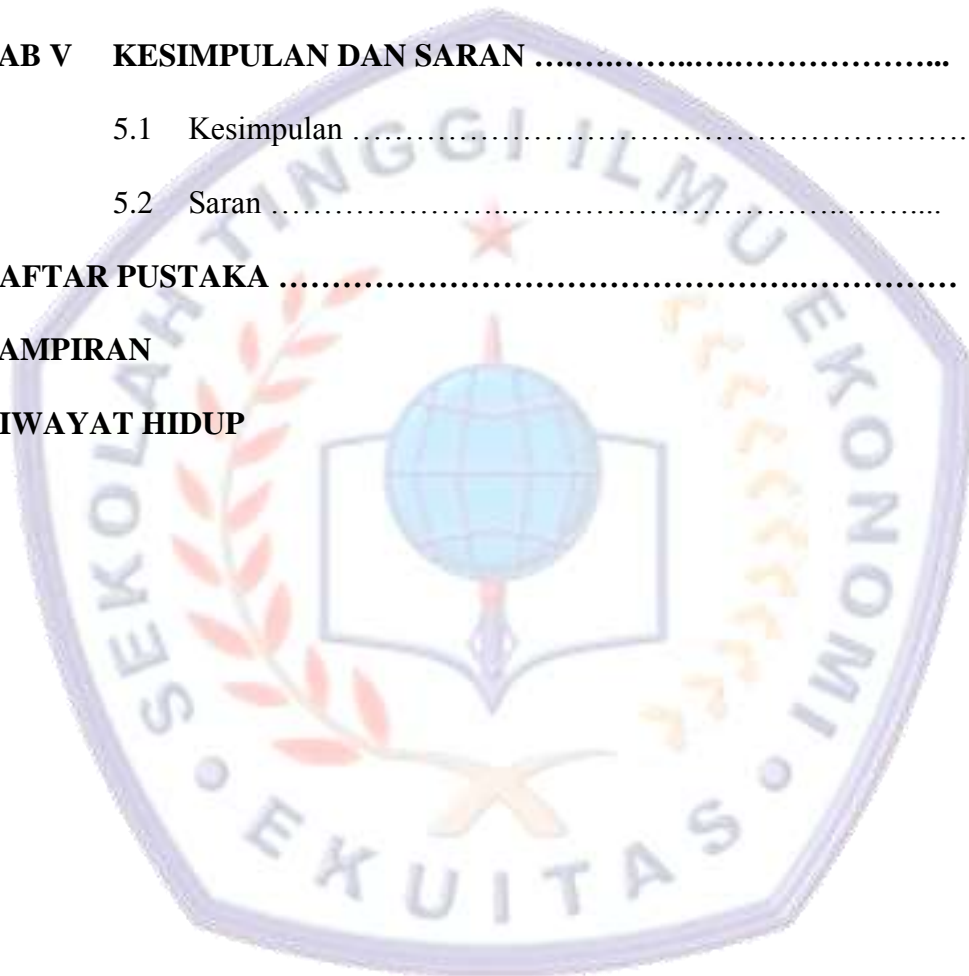 AB V KESIMPULAN DAN SARAN ….….……..….………………...
5.1 Kesimpulan ………………………………………………….
5.2 Saran …………………..…………………………..……....
AFTAR PUSTAKA ………………………………………….……………
AMPIRAN
IWAYAT HIDUP
SEKOLAH TINGGI ILMU EKONOMI
EKUITAS